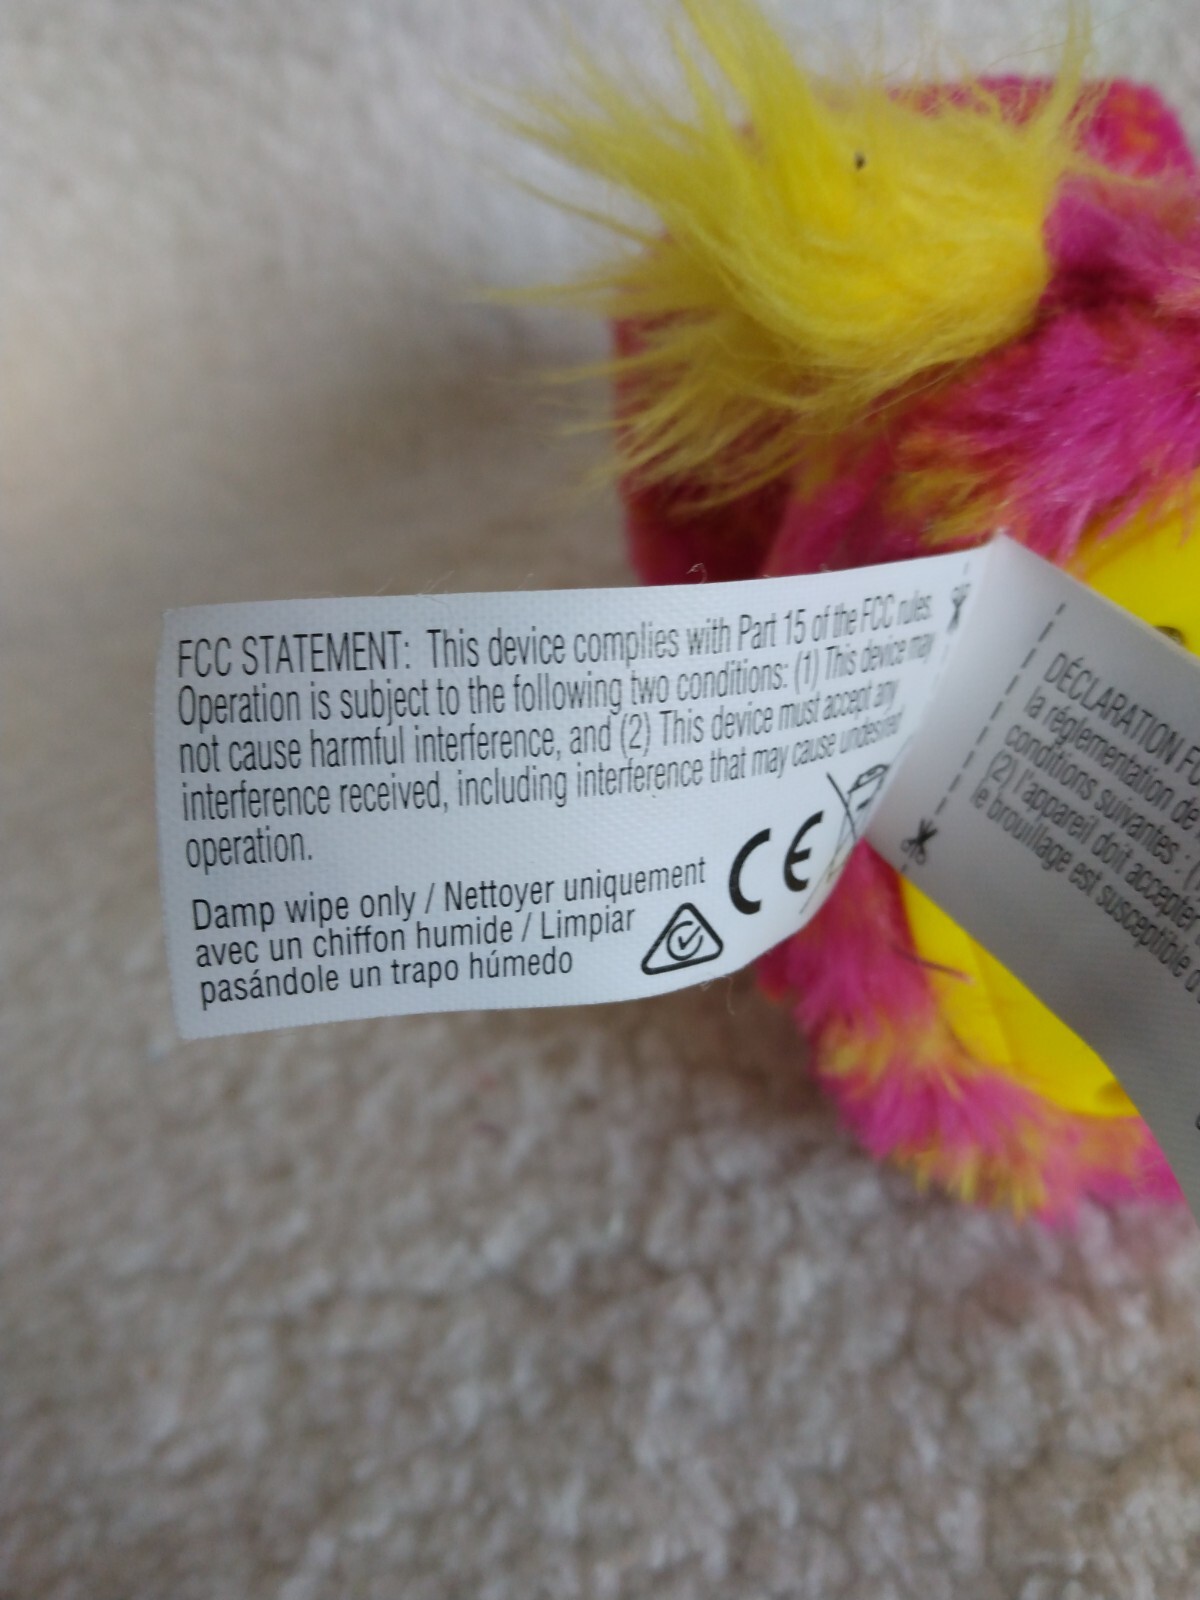 FCC STATEMENT: This device complies with Part 15 of the FCC rules.
Operation is subject to the following two conditions: (1) This device may
not cause harmful interference, and (2) This device must accept any
interference received, including interference that may cause undesired
operation.
Damp wipe only / Nettoyer uniquement
avec un chiffon humide / Limpiar
pasándole un trapo húmedo
CE
DÉCLARATION
la réglementation de
conditions suivantes :
(2) l'appareil doit accepter
le brouillage est susceptible